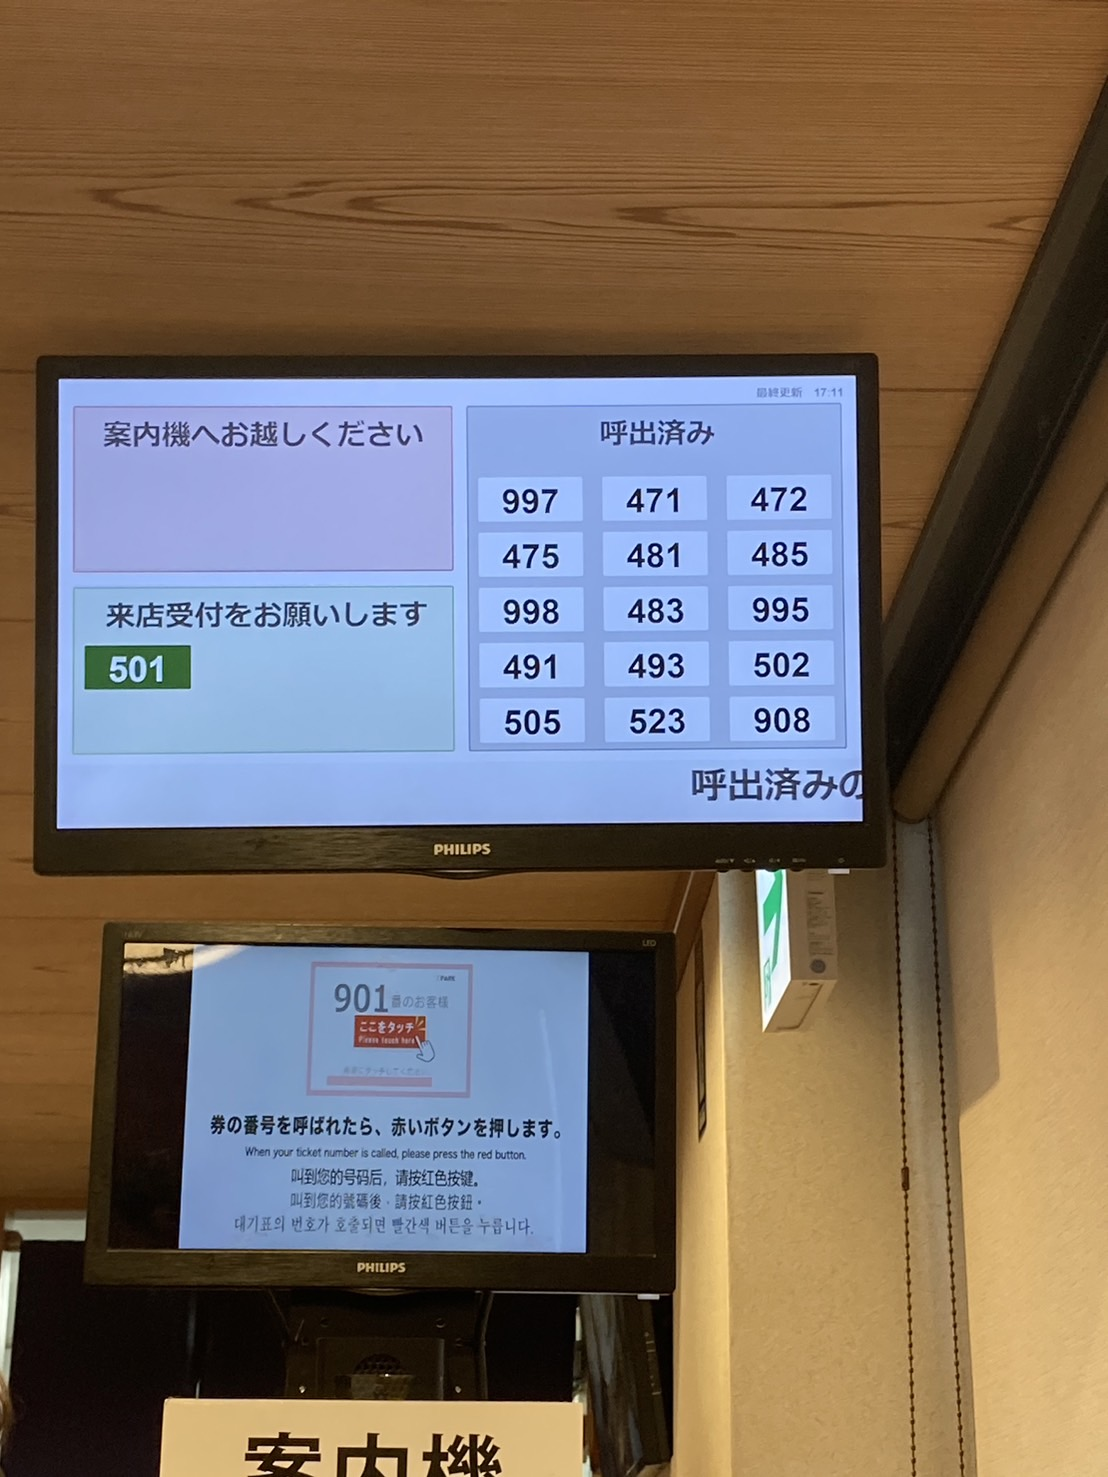 最終更新 17:11
案内機へお越しください
来店受付をお願いします
501
呼出済み
997 471 472
475 481 485
998 483 995
491 493 502
505 523 908
呼出済みの
PHILIPS
LED
901番のお客様
ここをタッチ
Please touch here
券の番号を呼ばれたら、赤いボタンを押します。
When your ticket number is called, please press the red button.
叫到您的号码后，请按红色按键。
叫到您的號碼後，請按紅色按鈕。
대기표의 번호가 호출되면 빨간색 버튼을 누릅니다.
PHILIPS
案内機